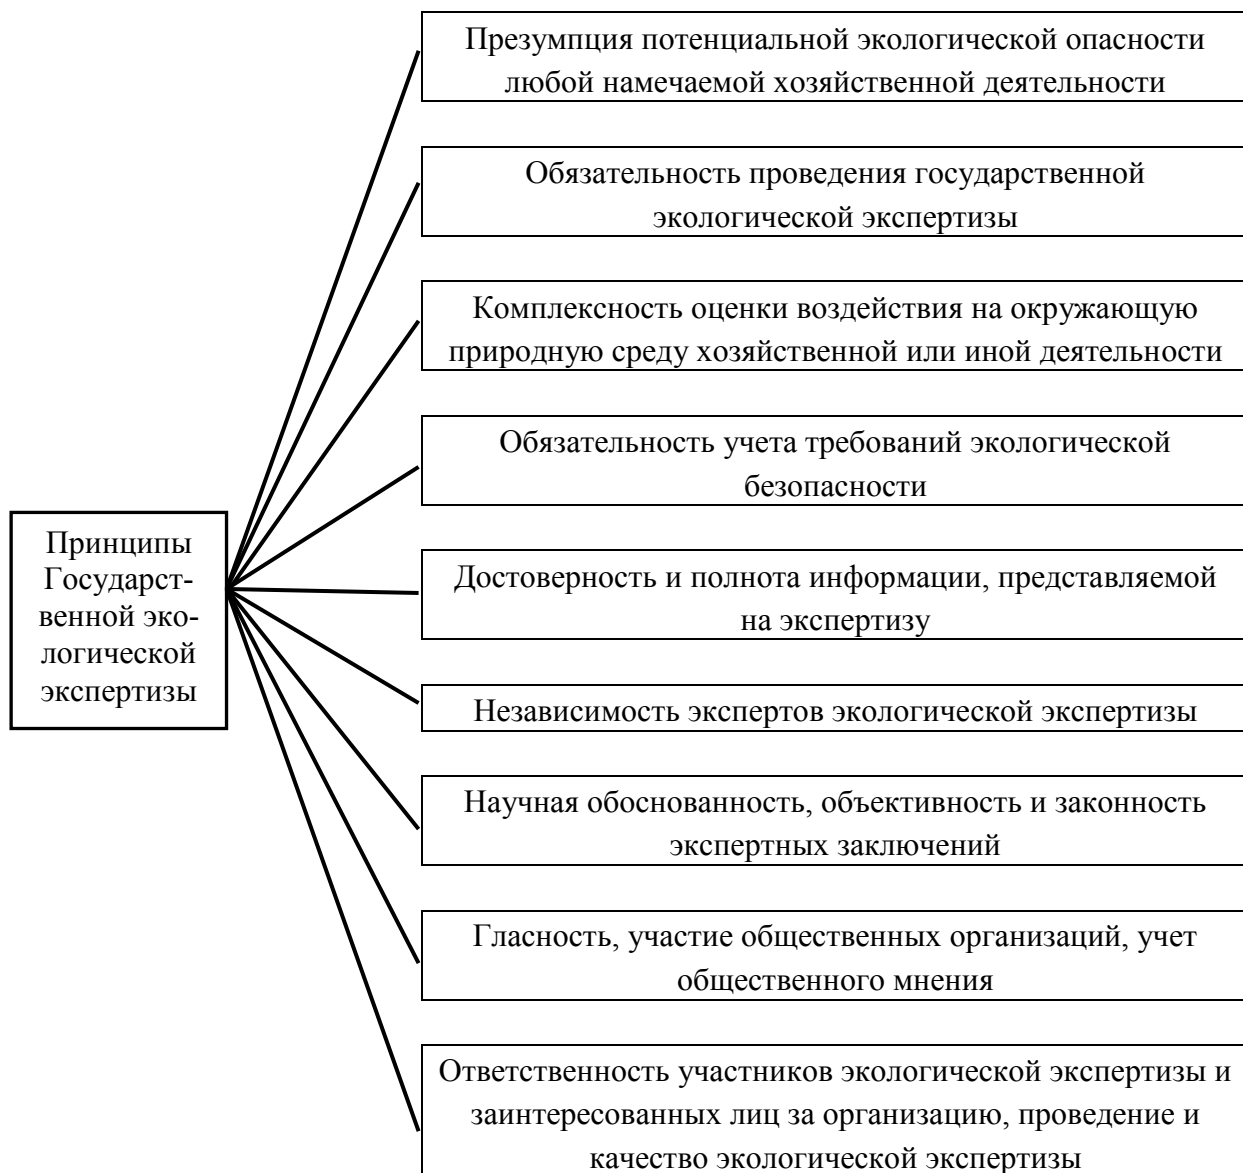 Презумпция потенциальной экологической опасности
любой намечаемой хозяйственной деятельности
Обязательность проведения государственной
экологической экспертизы
Комплексность оценки воздействия на окружающую
природную среду хозяйственной или иной деятельности
Обязательность учета требований экологической
безопасности
Принципы
Государст-
венной эко-
логической
экспертизы
Достоверность и полнота информации, представляемой
на экспертизу
Независимость экспертов экологической экспертизы
Научная обоснованность, объективность и законность
экспертных заключений
Гласность, участие общественных организаций, учет
общественного мнения
Ответственность участников экологической экспертизы и
заинтересованных лиц за организацию, проведение и
качество экологической экспертизы